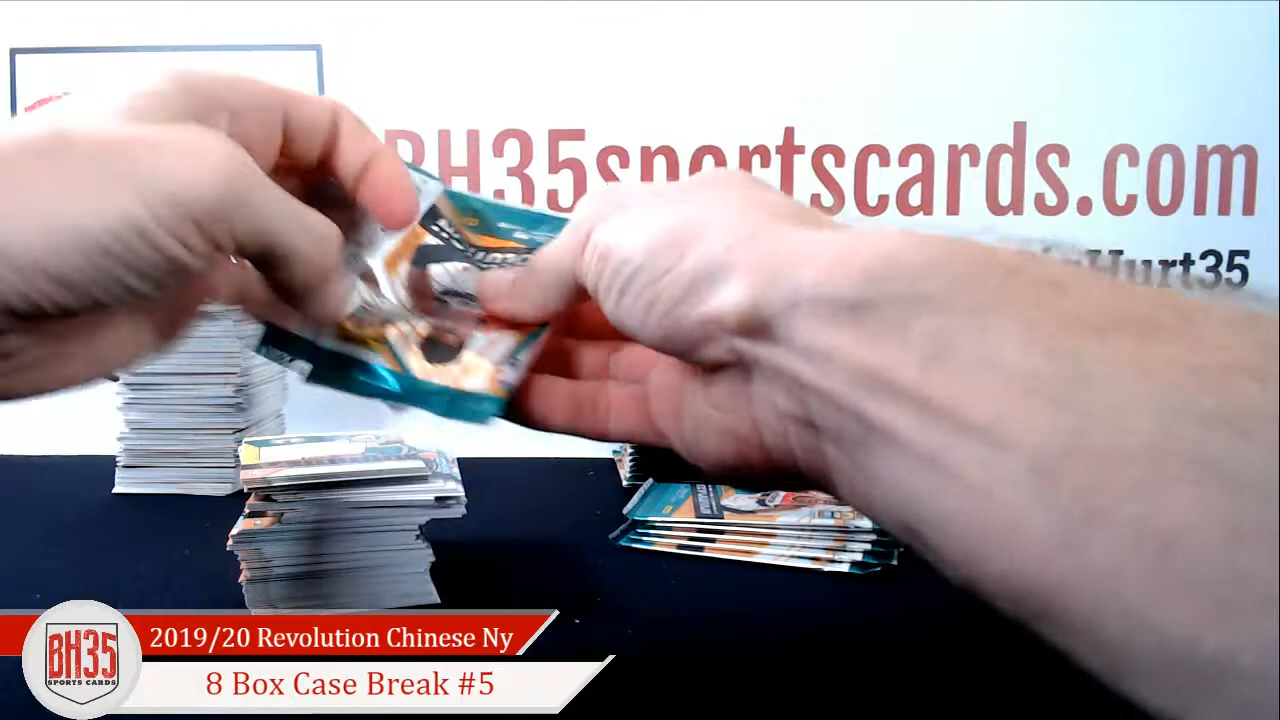 BH35sportscards.com
Hurt35
BH35
SPORTS CARDS
2019/20 Revolution Chinese Ny
8 Box Case Break #5